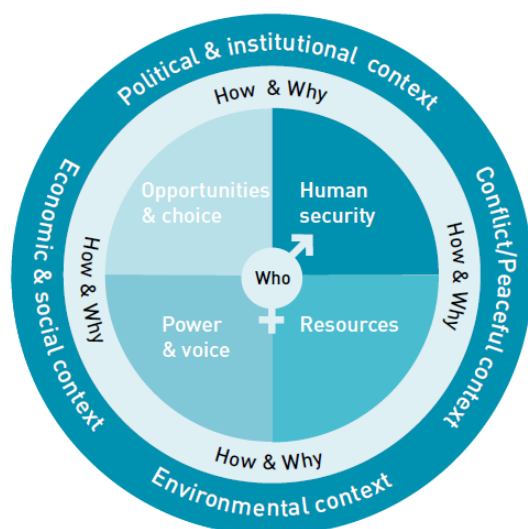 Political & institutional context
How & Why
Economic & social context
How & Why
Opportunities
& choice
Human
security
Who
Power
& voice
Resources
How & Why
Conflict/Peaceful context
How & Why
Environmental context